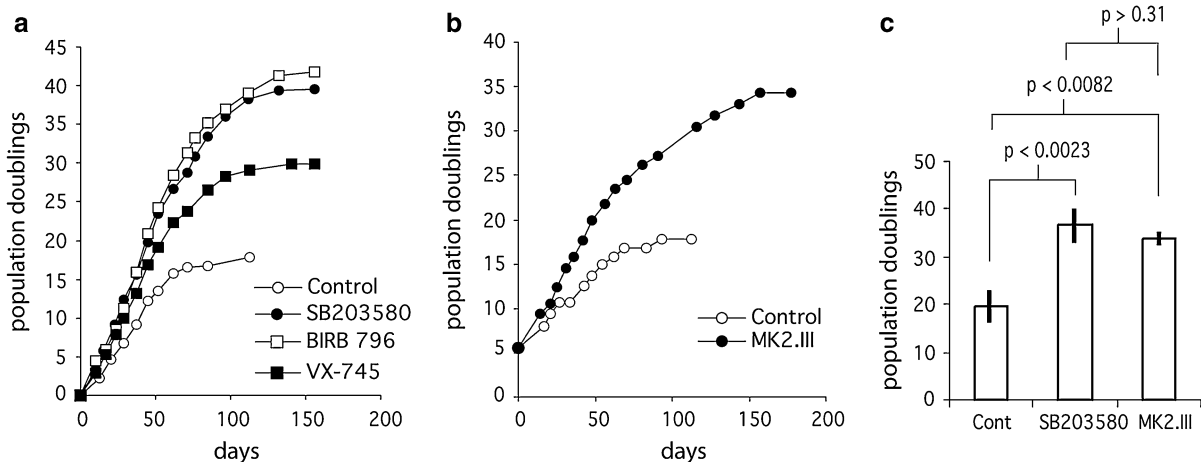 a
45
40
35
30
25
20
15
10
5
0
population doublings
0 50 100 150 200
days
Control
SB203580
BIRB 796
VX-745
b
40
35
30
25
20
15
10
5
0
population doublings
0 50 100 150 200
days
Control
MK2.III
c
p > 0.31
p < 0.0082
p < 0.0023
50
40
30
20
10
0
population doublings
Cont SB203580 MK2.III